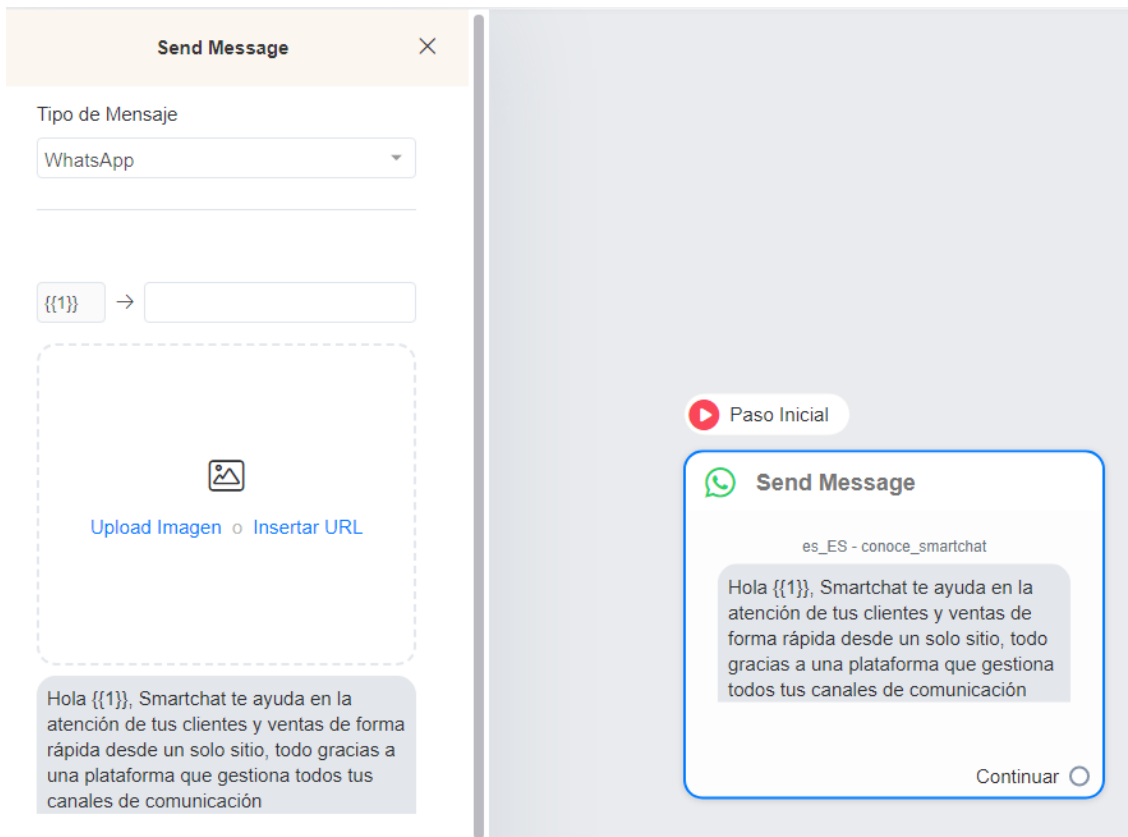 Send Message
Tipo de Mensaje
WhatsApp
{{1}}
Upload Imagen o Insertar URL
Hola {{1}}, Smartchat te ayuda en la
atención de tus clientes y ventas de forma
rápida desde un solo sitio, todo gracias a
una plataforma que gestiona todos tus
canales de comunicación
Paso Inicial
Send Message
es_ES - conoce_smartchat
Hola {{1}}, Smartchat te ayuda en la
atención de tus clientes y ventas de
forma rápida desde un solo sitio, todo
gracias a una plataforma que gestiona
todos tus canales de comunicación
Continuar